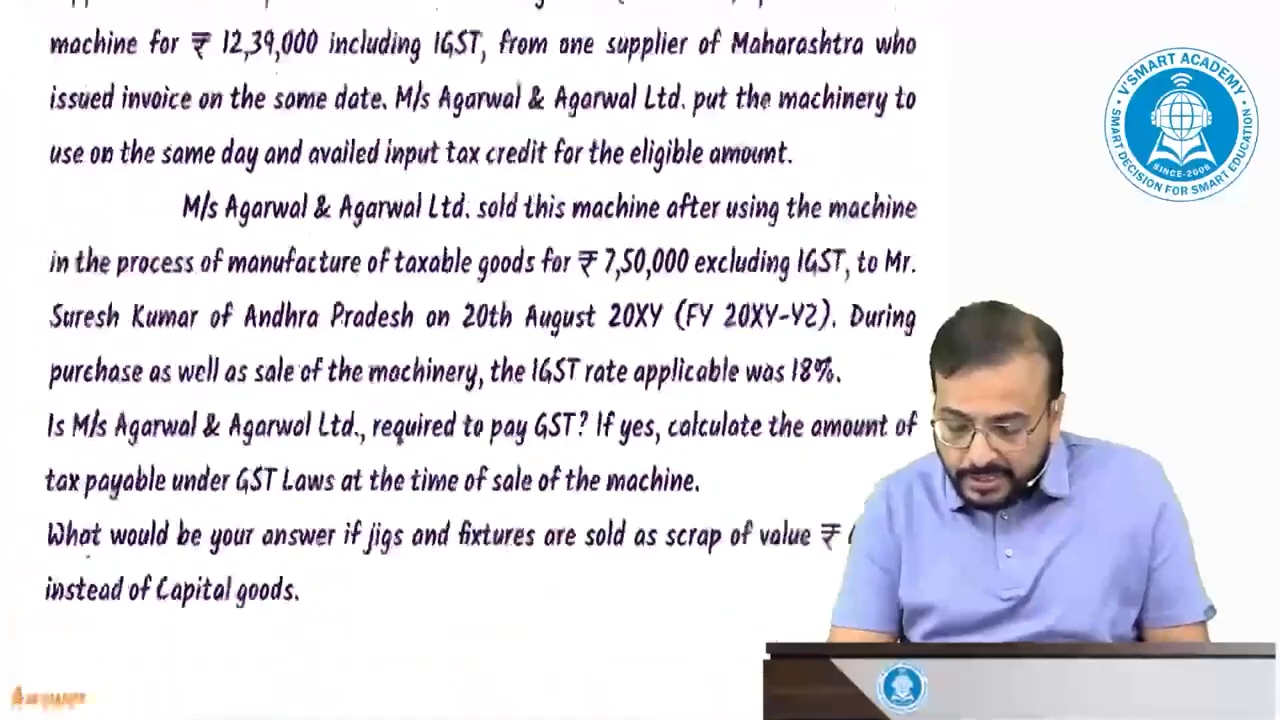 machine for ₹ 12,39,000 including IGST, from one supplier of Maharashtra who
issued invoice on the same date. M/s Agarwal & Agarwal Ltd. put the machinery to
use on the same day and availed input tax credit for the eligible amount.
M/s Agarwal & Agarwal Ltd. sold this machine after using the machine
in the process of manufacture of taxable goods for ₹ 7,50,000 excluding IGST, to Mr.
Suresh Kumar of Andhra Pradesh on 20th August 20XY (FY 20XY-YZ). During
purchase as well as sale of the machinery, the IGST rate applicable was 18%.
Is M/s Agarwal & Agarwal Ltd., required to pay GST? If yes, calculate the amount of
tax payable under GST Laws at the time of sale of the machine.
What would be your answer if jigs and fixtures are sold as scrap of value ₹
instead of Capital goods.
Answer
VSMART ACADEMY
SMART DECISION FOR SMART EDUCATION
SINCE-2008